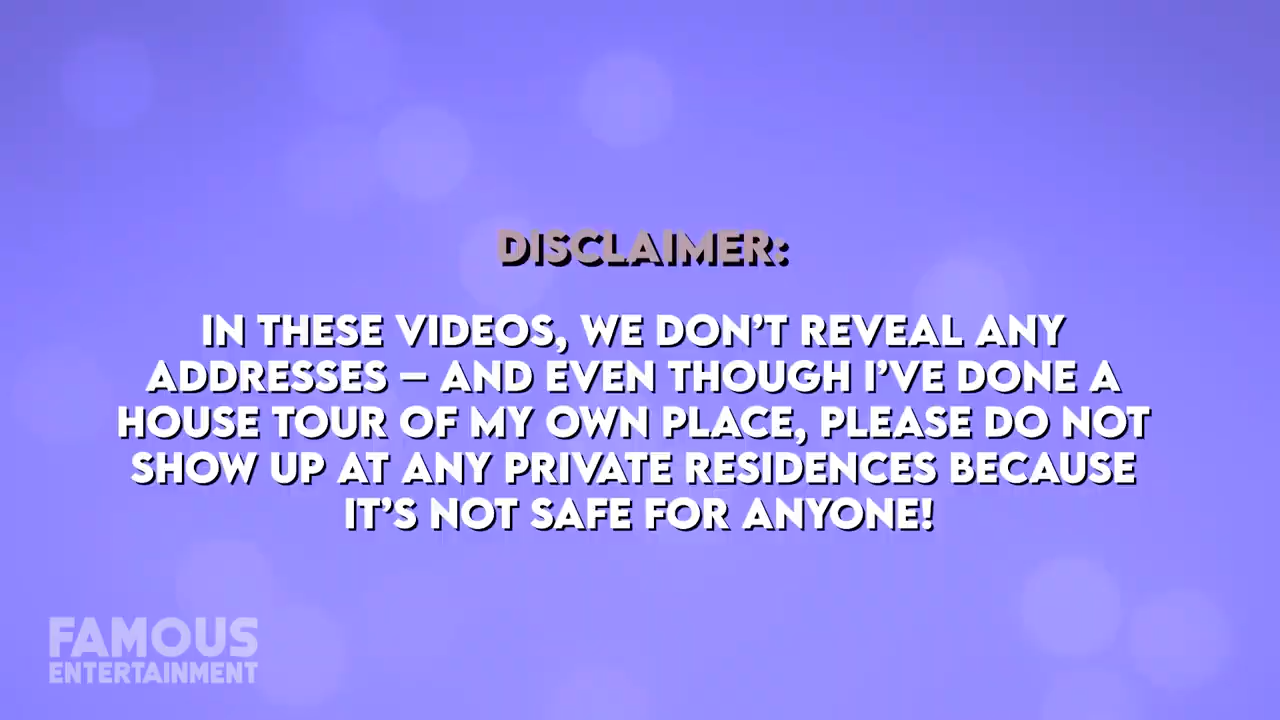 DISCLAIMER:
IN THESE VIDEOS, WE DON'T REVEAL ANY
ADDRESSES – AND EVEN THOUGH I'VE DONE A
HOUSE TOUR OF MY OWN PLACE, PLEASE DO NOT
SHOW UP AT ANY PRIVATE RESIDENCES BECAUSE
IT'S NOT SAFE FOR ANYONE!
FAMOUS
ENTERTAINMENT